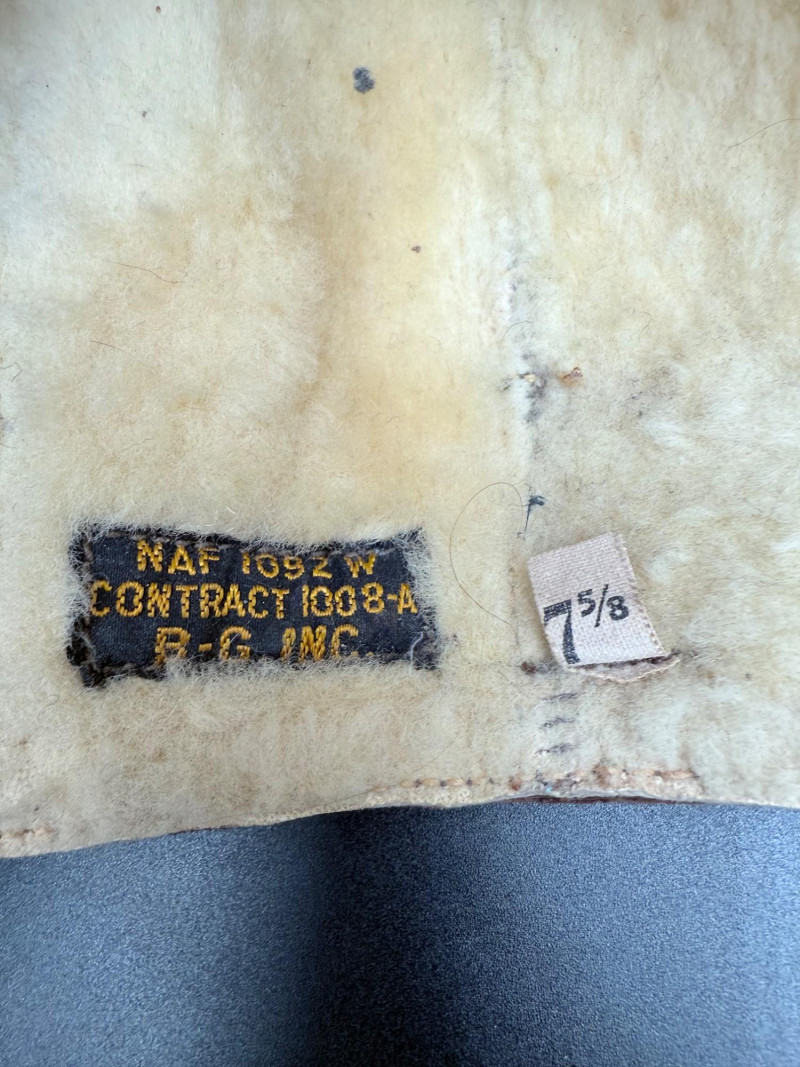 NAF 1092 W
CONTRACT 1008-A
B-G INC.
7 5/8